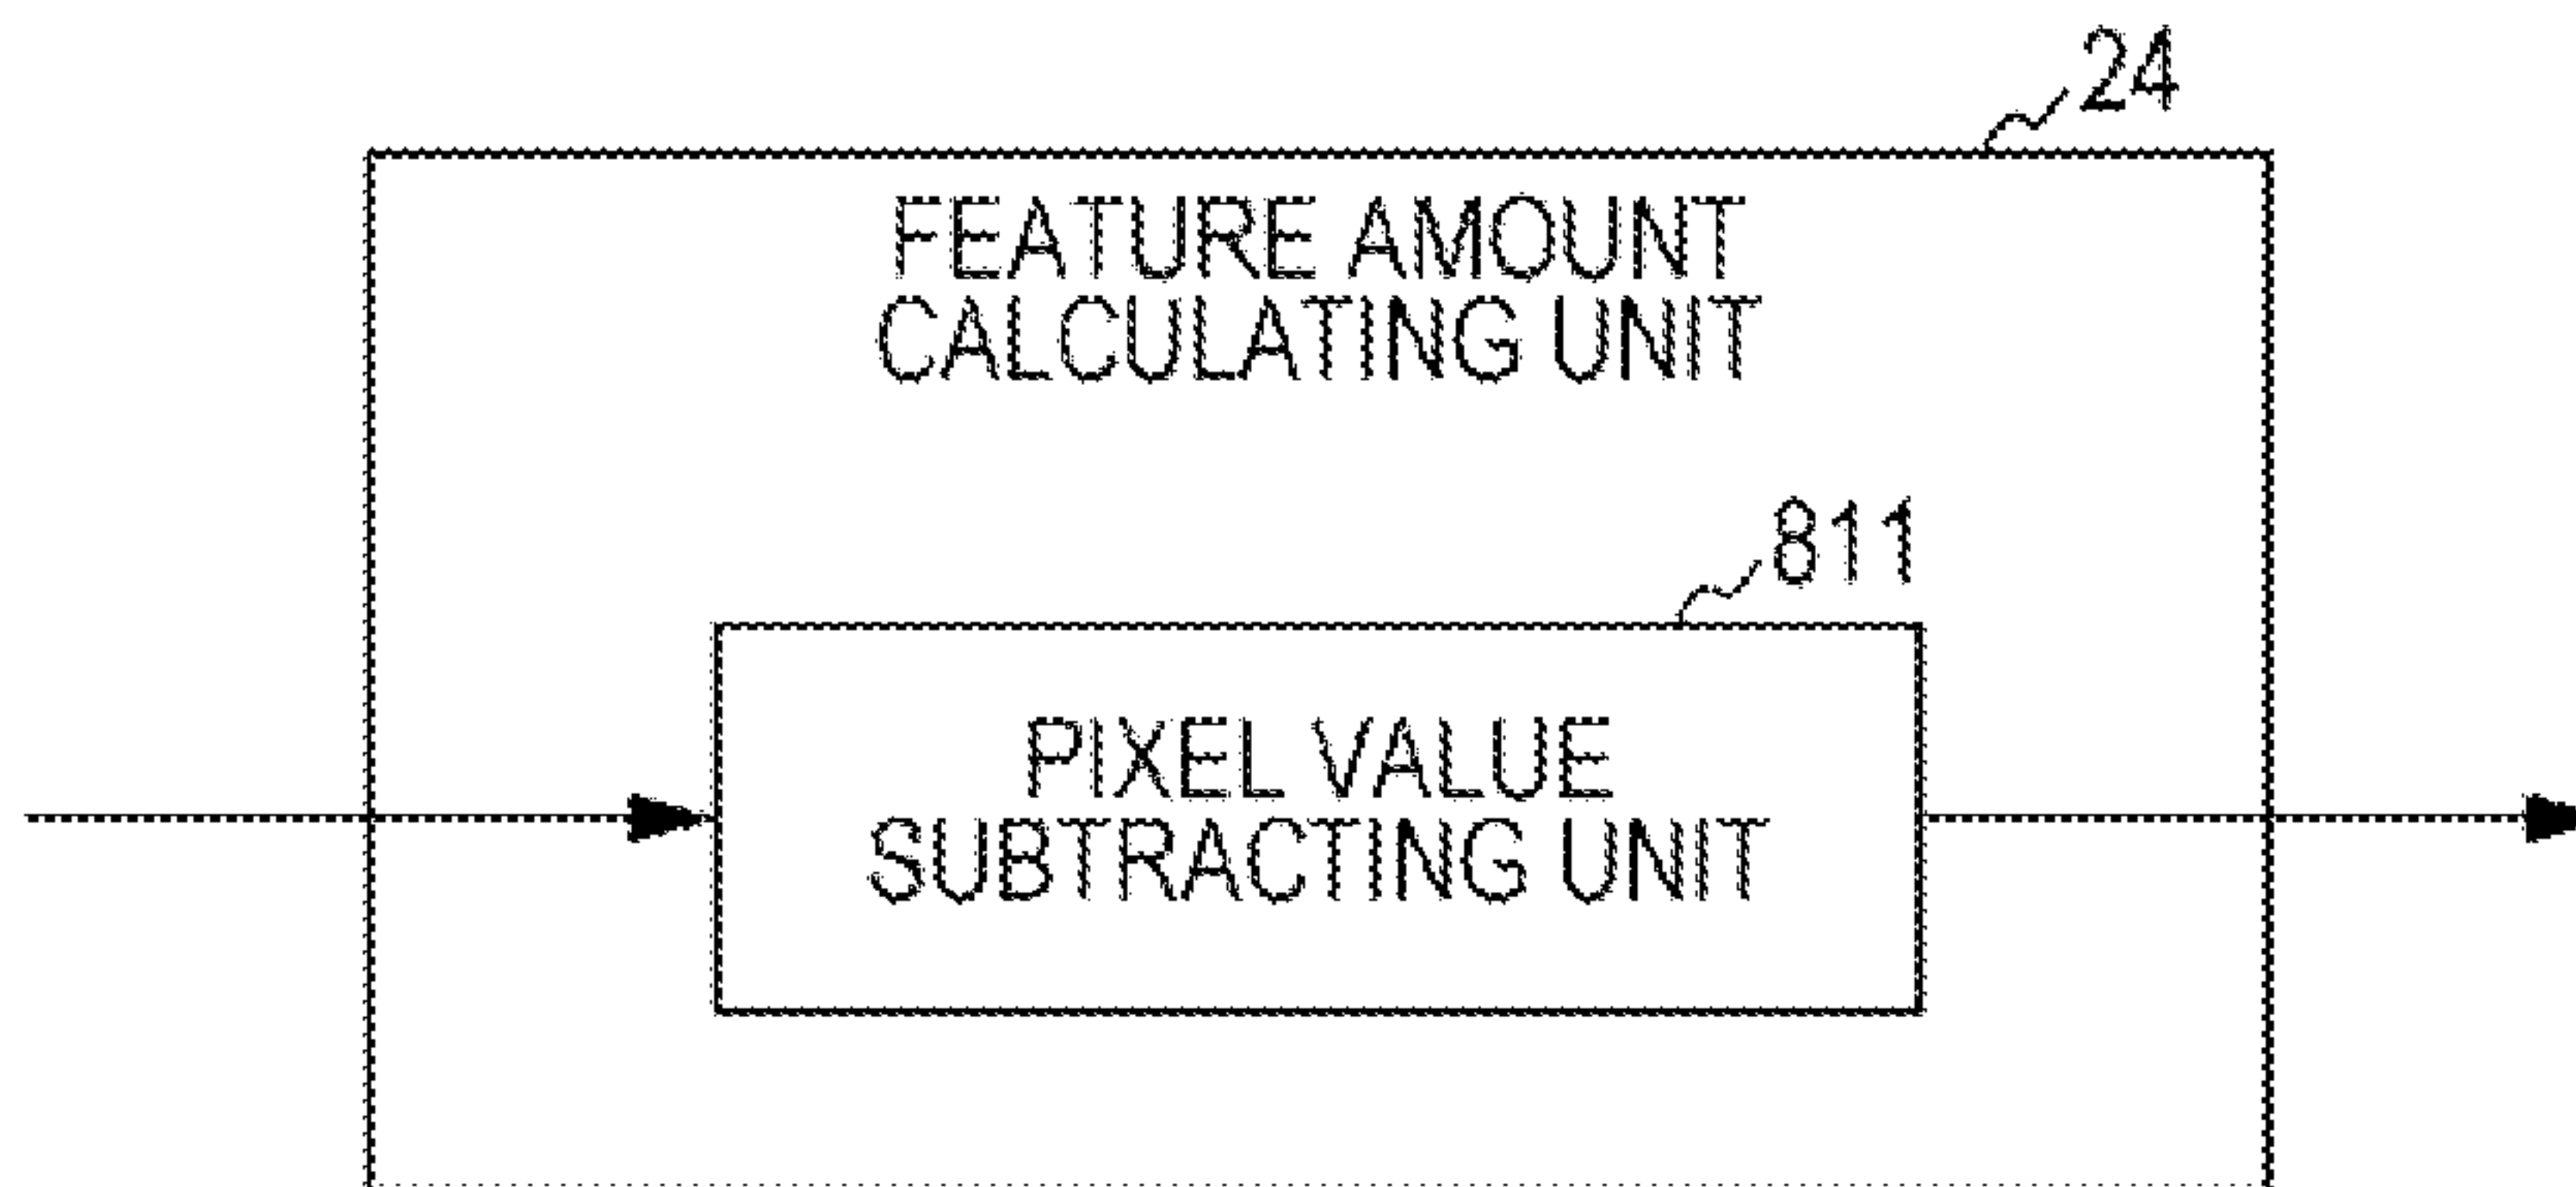 24
FEATURE AMOUNT
CALCULATING UNIT
811
PIXEL VALUE
SUBTRACTING UNIT